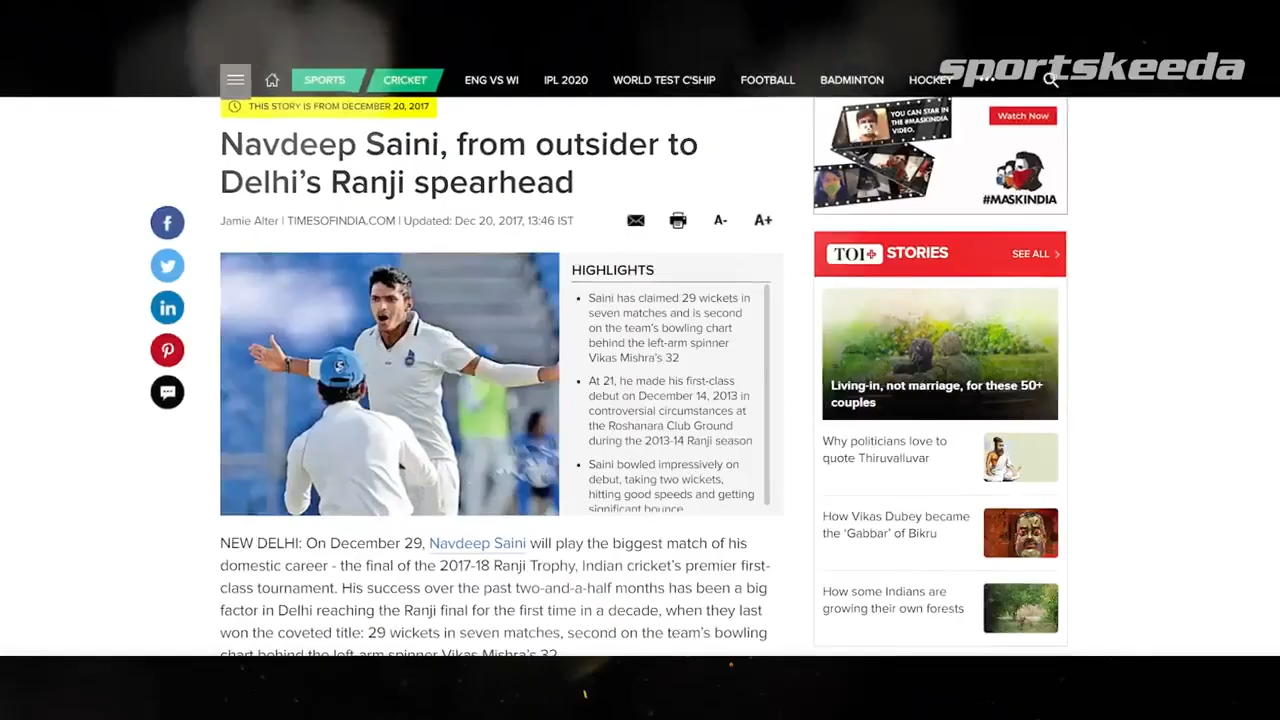 sportskeeda
SPORTS CRICKET ENG VS WI IPL 2020 WORLD TEST C'SHIP FOOTBALL BADMINTON HOCKEY
THIS STORY IS FROM DECEMBER 20, 2017
Navdeep Saini, from outsider to
Delhi's Ranji spearhead
Jamie Alter | TIMESOFINDIA.COM | Updated: Dec 20, 2017, 13:46 IST
A- A+
HIGHLIGHTS
• Saini has claimed 29 wickets in
seven matches and is second
on the team's bowling chart
behind the left-arm spinner
Vikas Mishra's 32
• At 21, he made his first-class
debut on December 14, 2013 in
controversial circumstances at
the Roshanara Club Ground
during the 2013-14 Ranji season
• Saini bowled impressively on
debut, taking two wickets,
hitting good speeds and getting
significant bounce
NEW DELHI: On December 29, Navdeep Saini will play the biggest match of his
domestic career - the final of the 2017-18 Ranji Trophy, Indian cricket's premier first-
class tournament. His success over the past two-and-a-half months has been a big
factor in Delhi reaching the Ranji final for the first time in a decade, when they last
won the coveted title: 29 wickets in seven matches, second on the team's bowling
chart behind the left-arm spinner Vikas Mishra's 32
YOU CAN STAR IN
THE #MASKINDIA
VIDEO.
Watch Now
#MASKINDIA
TOI+ STORIES
SEE ALL
Living-in, not marriage, for these 50+
couples
Why politicians love to
quote Thiruvalluvar
How Vikas Dubey became
the 'Gabbar' of Bikru
How some Indians are
growing their own forests